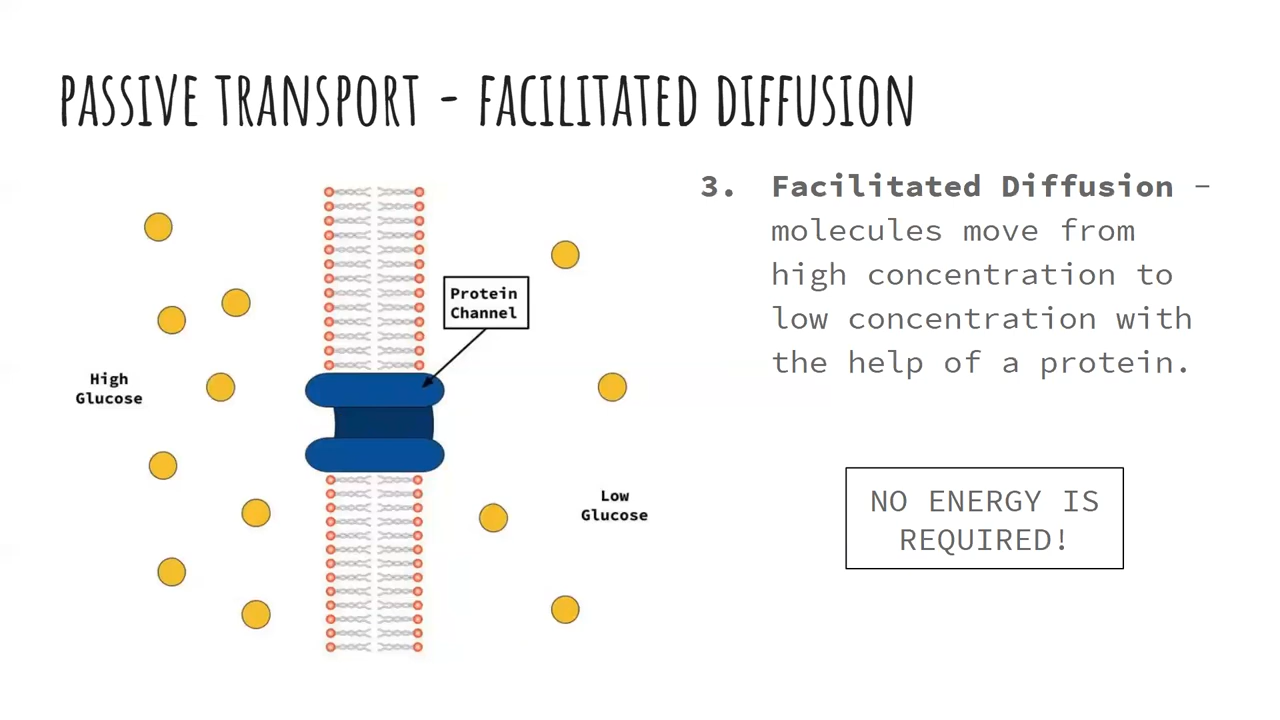 PASSIVE TRANSPORT - FACILITATED DIFFUSION
3. Facilitated Diffusion –
molecules move from
high concentration to
low concentration with
the help of a protein.
Protein
Channel
High
Glucose
Low
Glucose
NO ENERGY IS
REQUIRED!